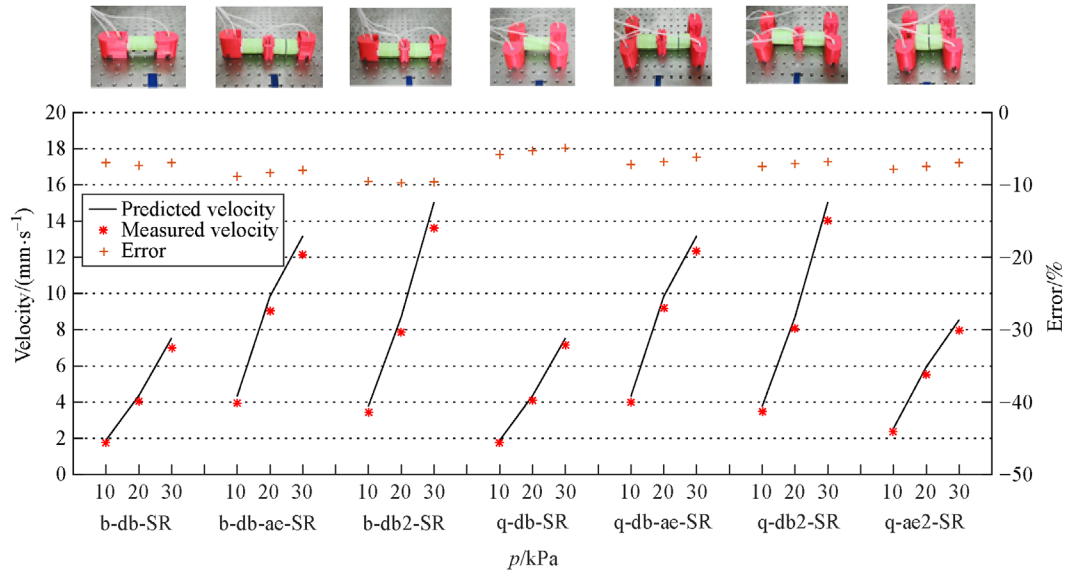 20
18
16
14
12
10
8
6
4
2
0
Velocity/(mm·s⁻¹)
Predicted velocity
Measured velocity
Error
0
−10
−20
−30
−40
−50
Error/%
10 20 30 10 20 30 10 20 30 10 20 30 10 20 30 10 20 30 10 20 30
b-db-SR b-db-ae-SR b-db2-SR q-db-SR q-db-ae-SR q-db2-SR q-ae2-SR
p/kPa